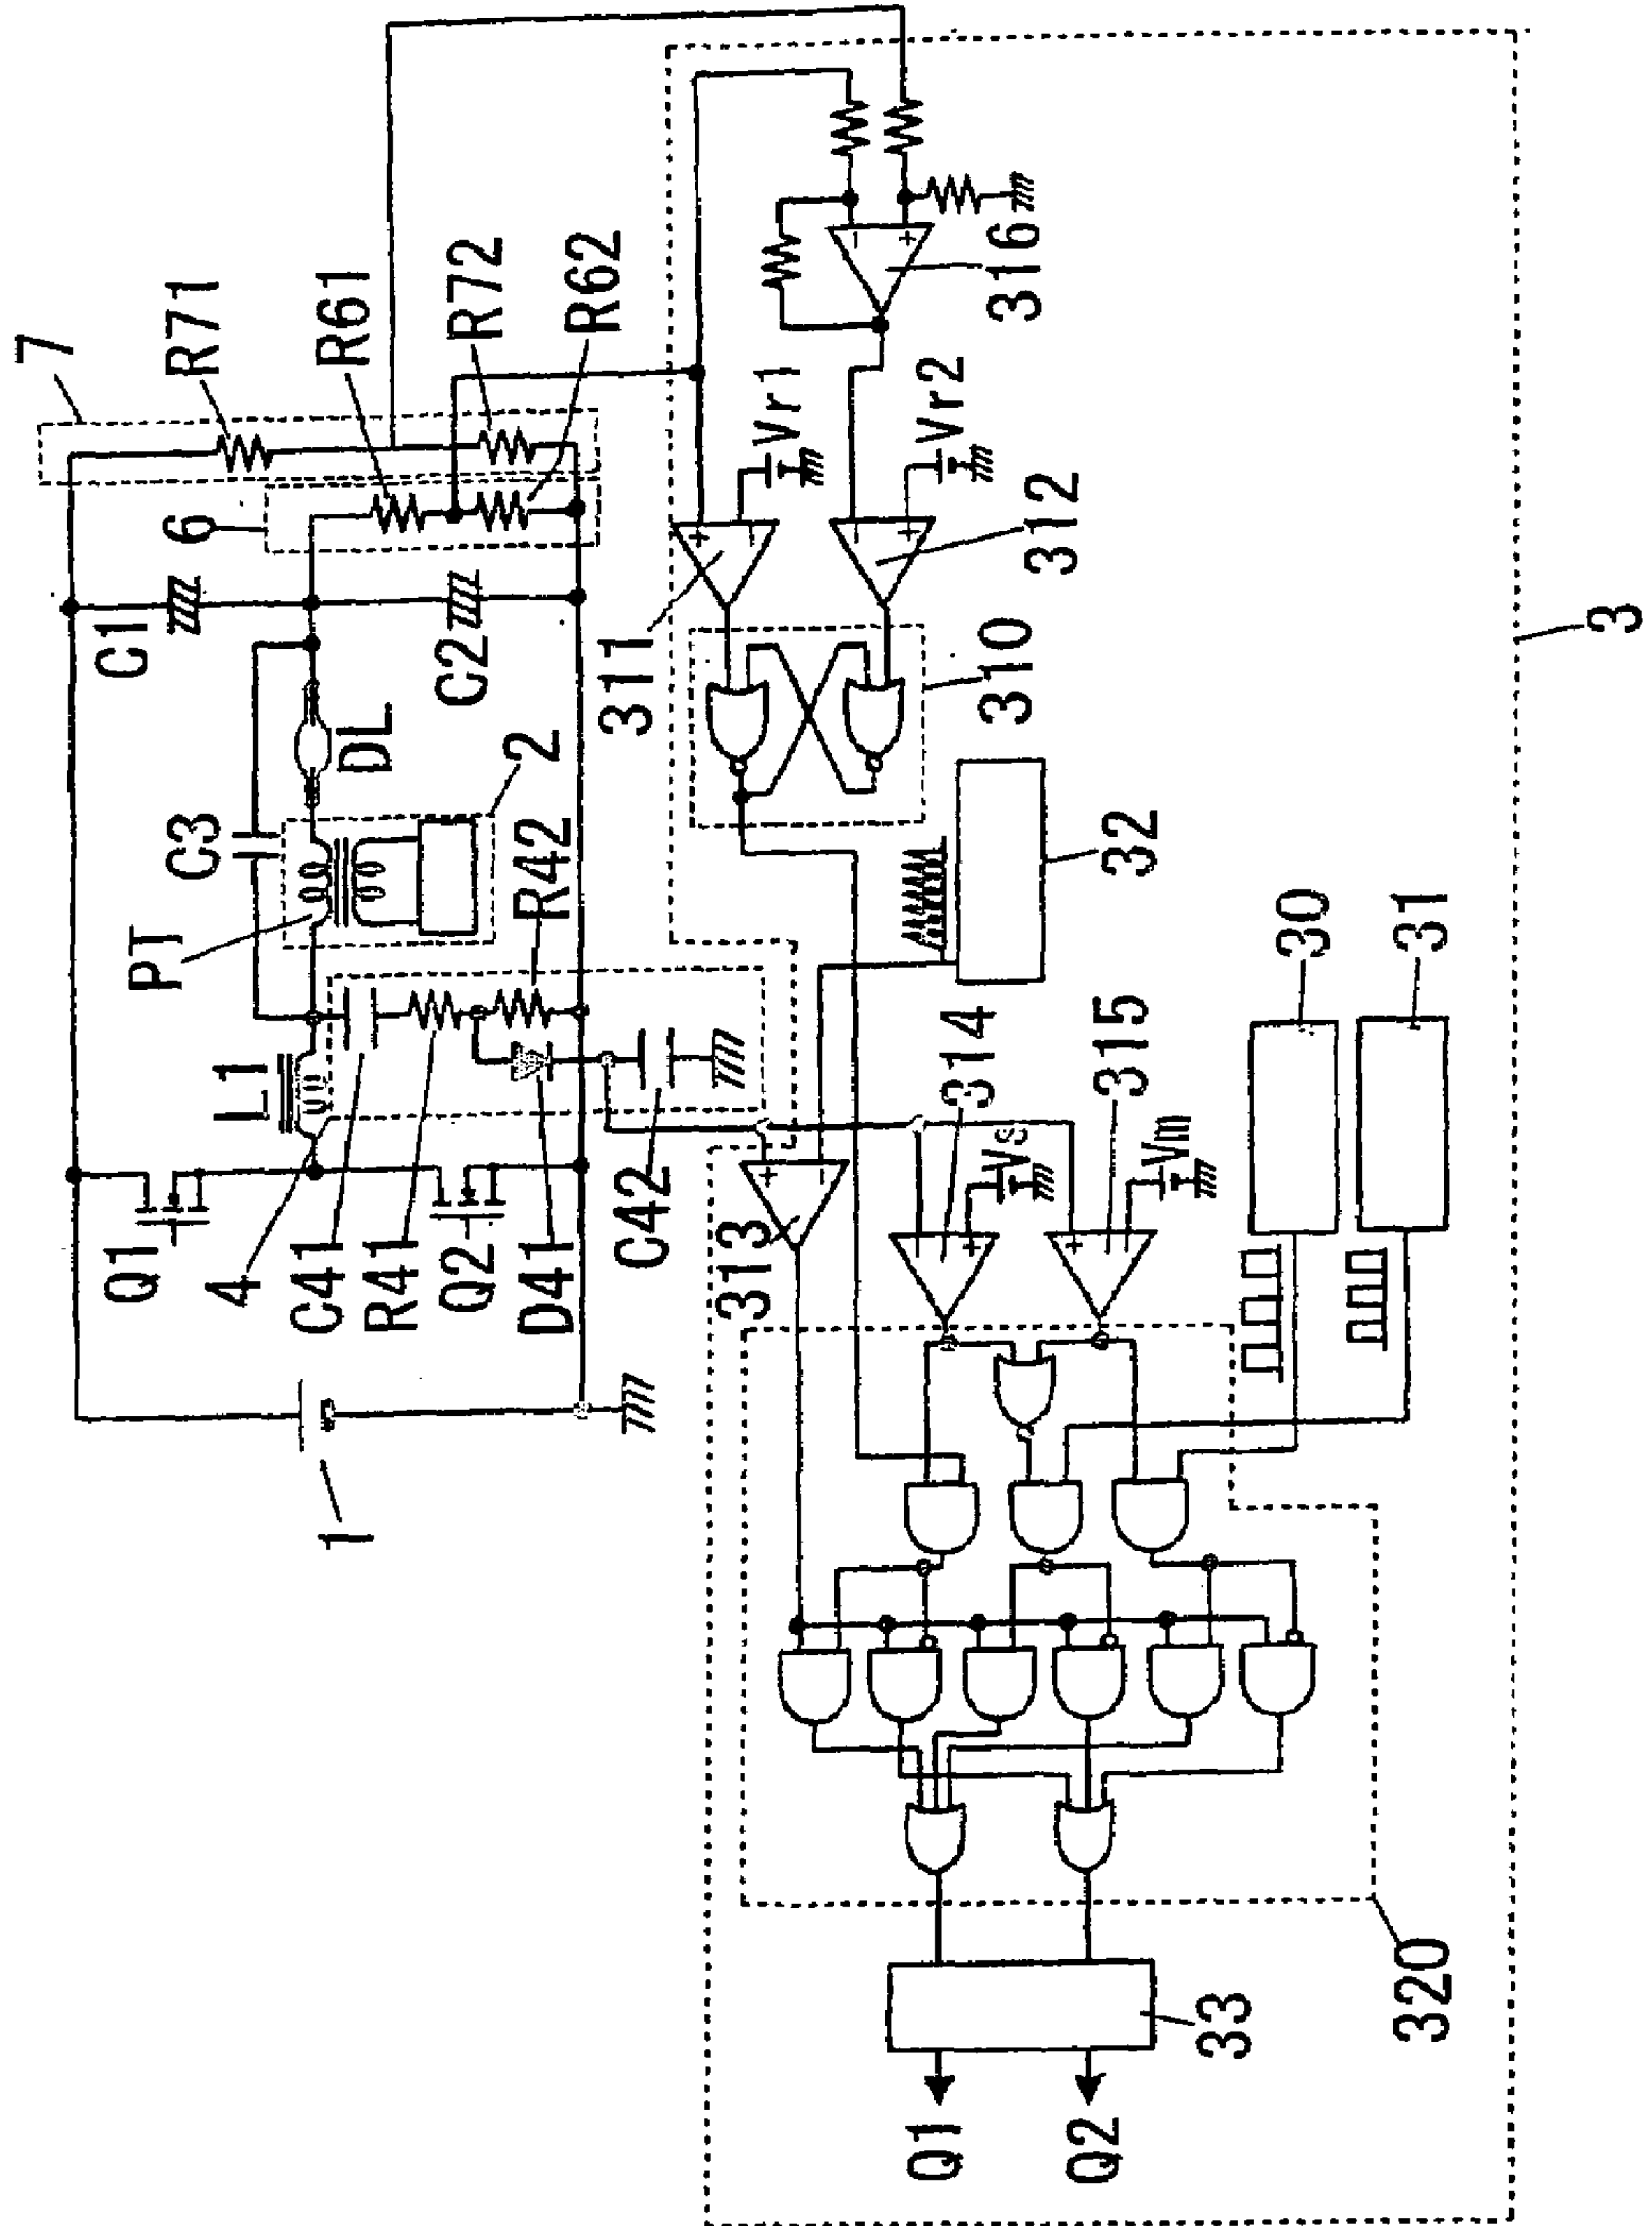 7
R71
R61
R72
R62
6
C1
C2
C3
DL
2
R42
PT
L1
Q1
4
C41
R41
Q2
D41
C42
1
311
Vr1
316
Vr2
312
310
32
3
313
314
Vs
315
Vm
30
31
320
33
Q1
Q2
+
−
+
−
+
−
+
−
+
+